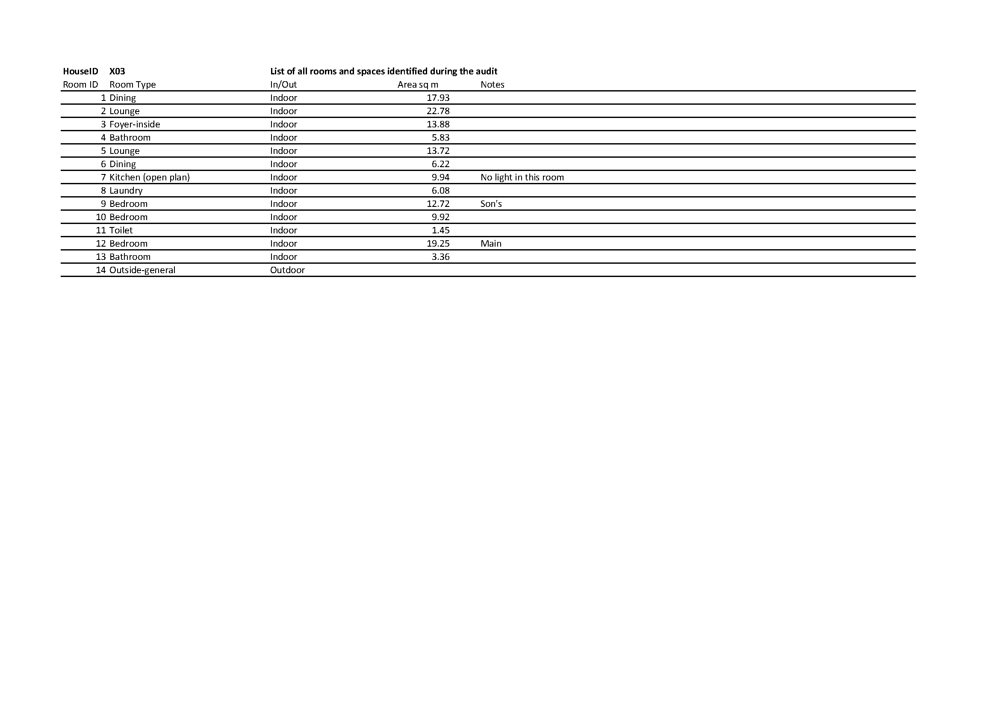 HouseID X03 List of all rooms and spaces identified during the audit
Room ID Room Type In/Out Area sq m Notes
1 Dining Indoor 17.93
2 Lounge Indoor 22.78
3 Foyer-inside Indoor 13.88
4 Bathroom Indoor 5.83
5 Lounge Indoor 13.72
6 Dining Indoor 6.22
7 Kitchen (open plan) Indoor 9.94 No light in this room
8 Laundry Indoor 6.08
9 Bedroom Indoor 12.72 Son's
10 Bedroom Indoor 9.92
11 Toilet Indoor 1.45
12 Bedroom Indoor 19.25 Main
13 Bathroom Indoor 3.36
14 Outside-general Outdoor